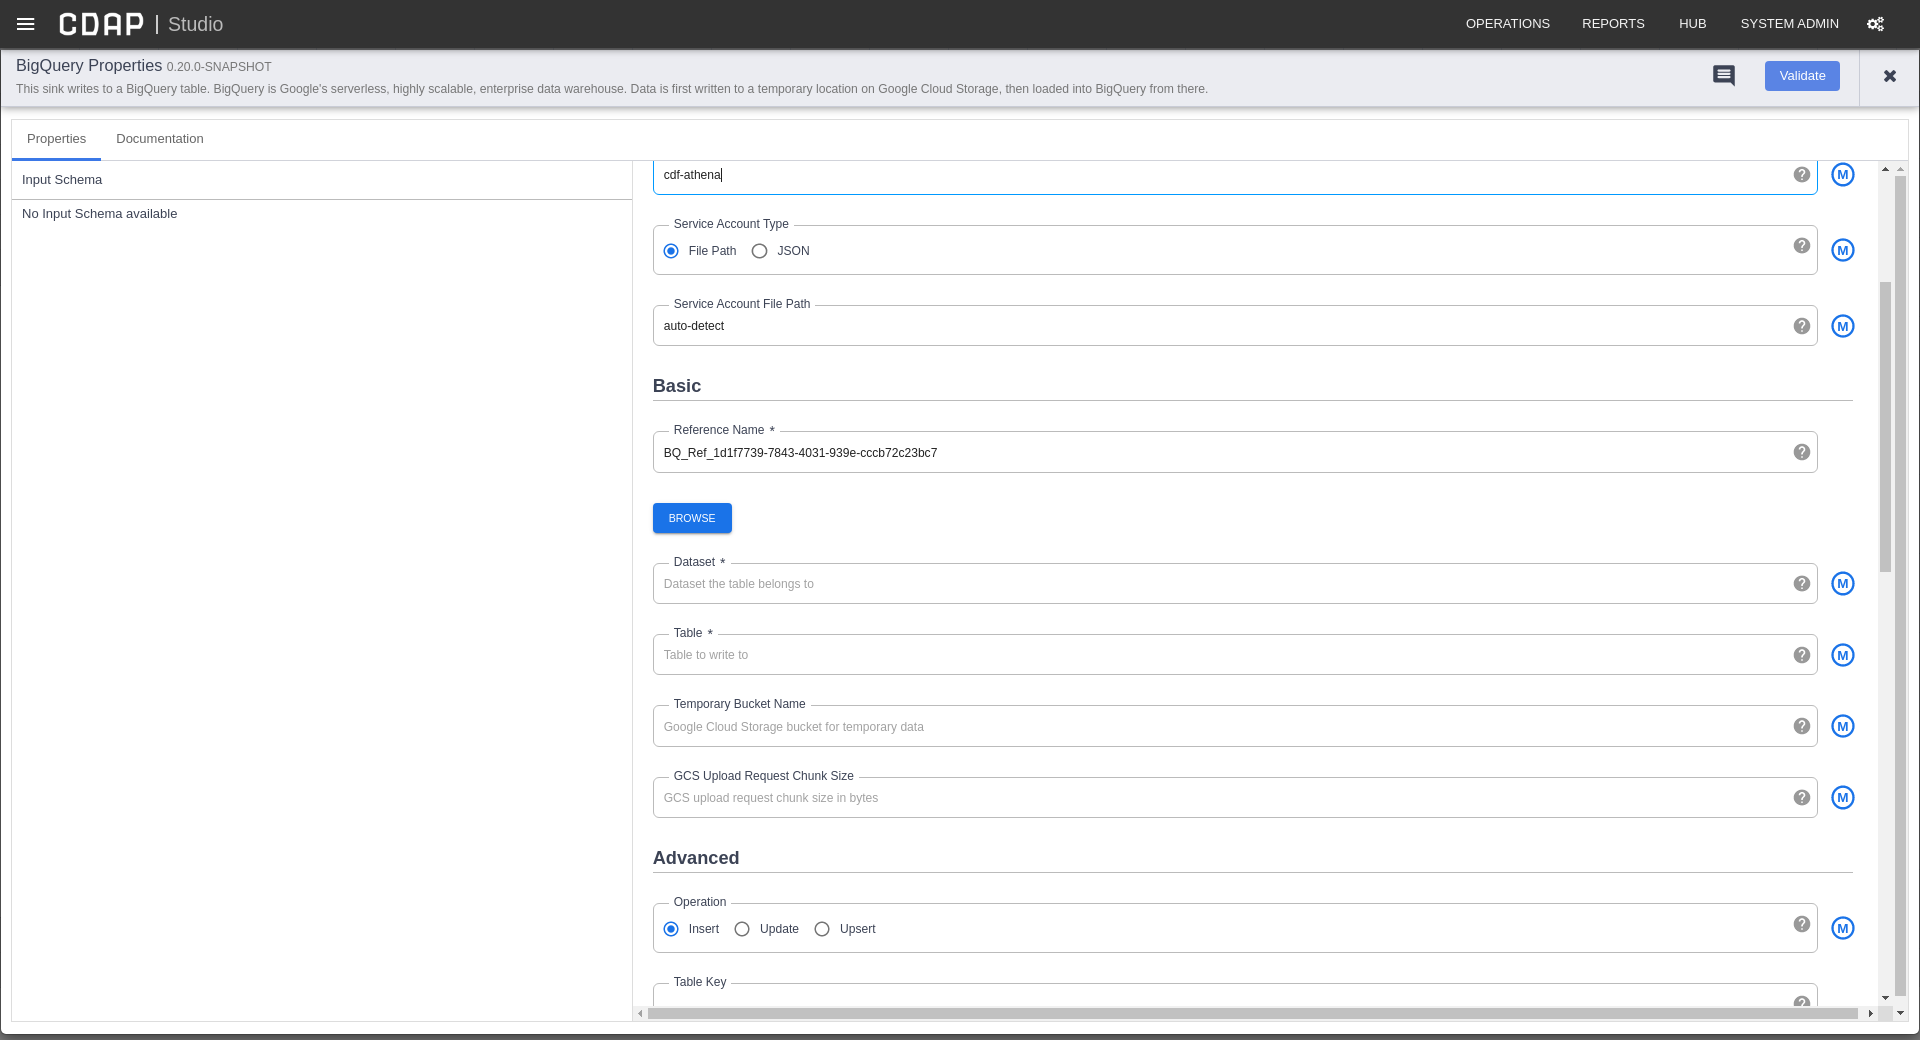 CDAP | Studio
OPERATIONS REPORTS HUB SYSTEM ADMIN
BigQuery Properties 0.20.0-SNAPSHOT
This sink writes to a BigQuery table. BigQuery is Google's serverless, highly scalable, enterprise data warehouse. Data is first written to a temporary location on Google Cloud Storage, then loaded into BigQuery from there.
Validate
Properties Documentation
Input Schema
No Input Schema available
cdf-athena
M
Service Account Type
File Path JSON
M
Service Account File Path
auto-detect
M
Basic
Reference Name *
BQ_Ref_1d1f7739-7843-4031-939e-cccb72c23bc7
BROWSE
Dataset *
Dataset the table belongs to
M
Table *
Table to write to
M
Temporary Bucket Name
Google Cloud Storage bucket for temporary data
M
GCS Upload Request Chunk Size
GCS upload request chunk size in bytes
M
Advanced
Operation
Insert Update Upsert
M
Table Key